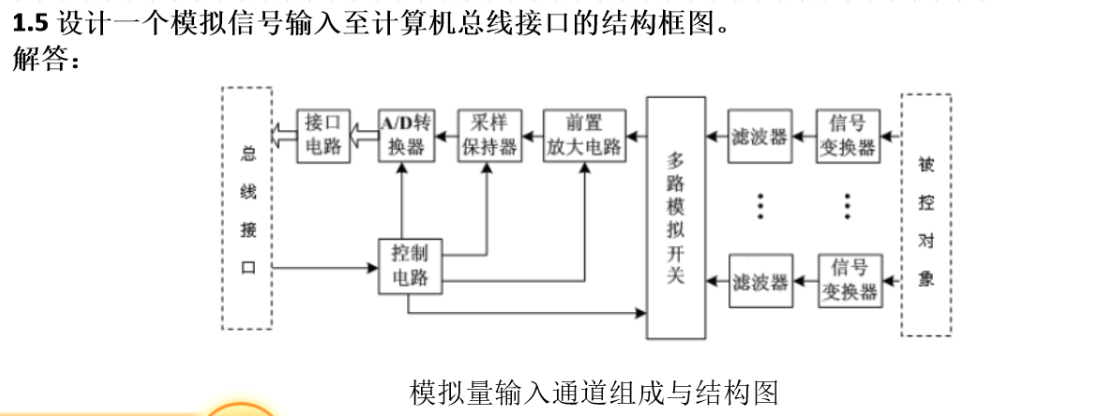 1.5 设计一个模拟信号输入至计算机总线接口的结构框图。
解答：
总线接口
接口
电路
A/D转
换器
采样
保持器
前置
放大电路
多路模拟开关
滤波器
信号
变换器
被控对象
控制
电路
滤波器
信号
变换器
模拟量输入通道组成与结构图